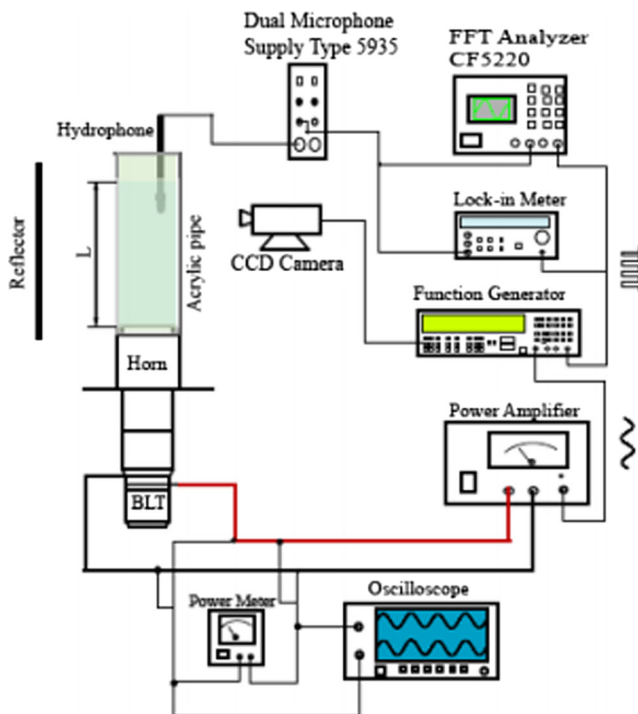 Dual Microphone
Supply Type 5935
FFT Analyzer
CF5220
Hydrophone
Lock-in Meter
Reflector
L
Acrylic pipe
CCD Camera
Function Generator
Horn
Power Amplifier
BLT
Power Meter
Oscilloscope